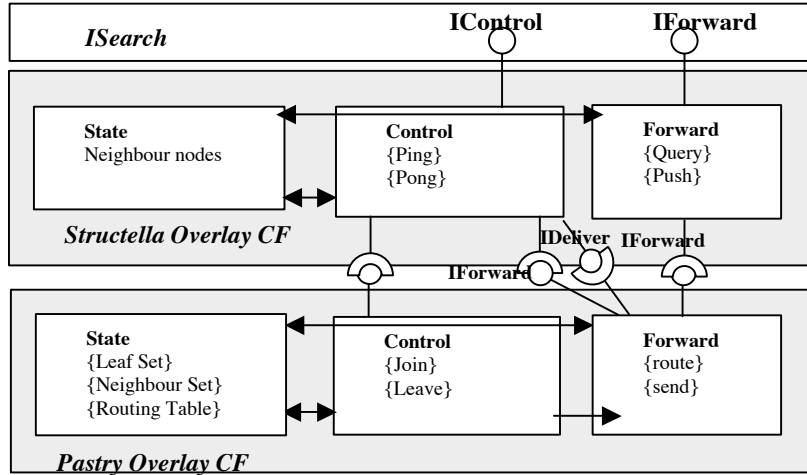 IControl
IForward
ISearch
State
Neighbour nodes
Control
{Ping}
{Pong}
Forward
{Query}
{Push}
Structella Overlay CF
IDeliver
IForward
IForward
State
{Leaf Set}
{Neighbour Set}
{Routing Table}
Control
{Join}
{Leave}
Forward
{route}
{send}
Pastry Overlay CF